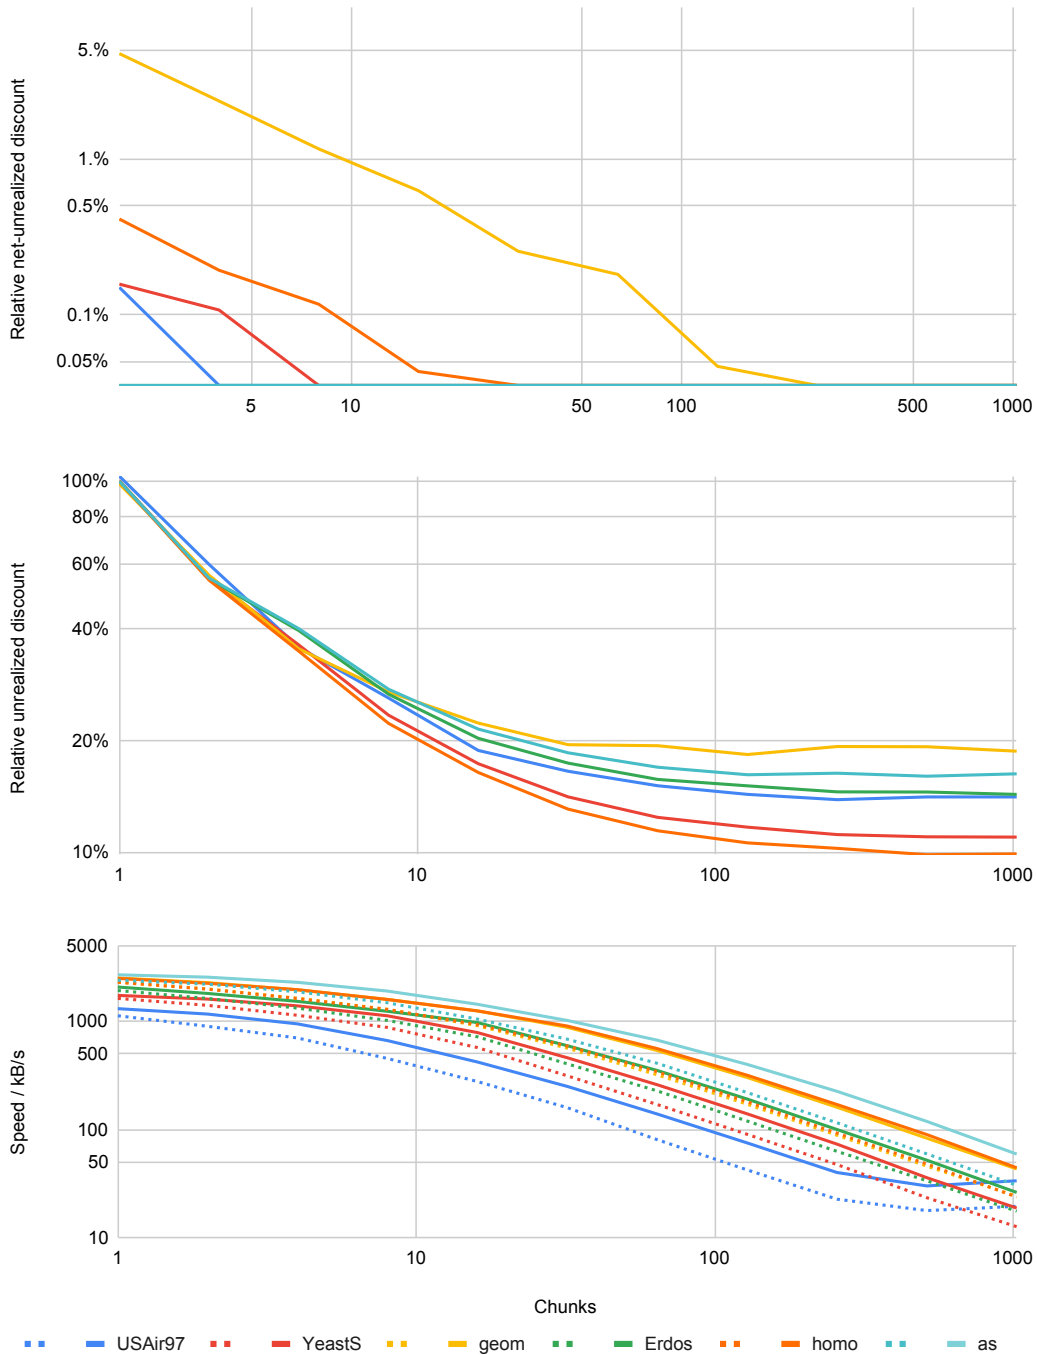 Relative net-unrealized discount
5.%
1.%
0.5%
0.1%
0.05%
5 10 50 100 500 1000
Relative unrealized discount
100%
80%
60%
40%
20%
10%
1 10 100 1000
Speed / kB/s
5000
1000
500
100
50
10
1 10 100 1000
Chunks
USAir97 YeastS geom Erdos homo as